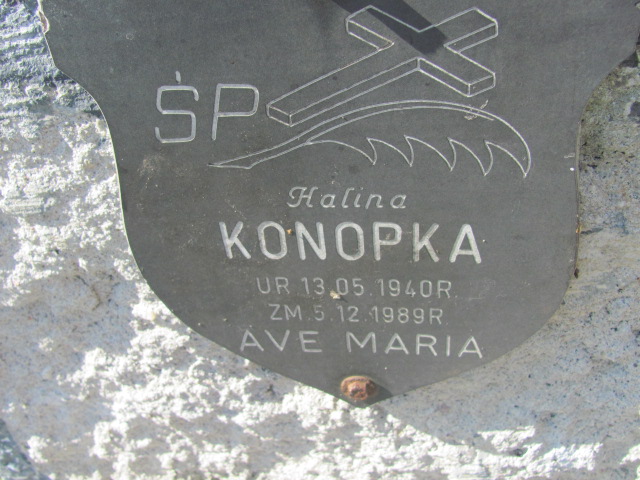 ŚP
Halina
KONOPKA
UR 13.05.1940R.
ZM.5.12.1989R.
AVE MARIA